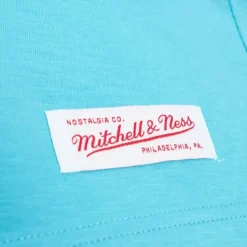 NOSTALGIA CO.
Mitchell & Ness
PHILADELPHIA, PA.